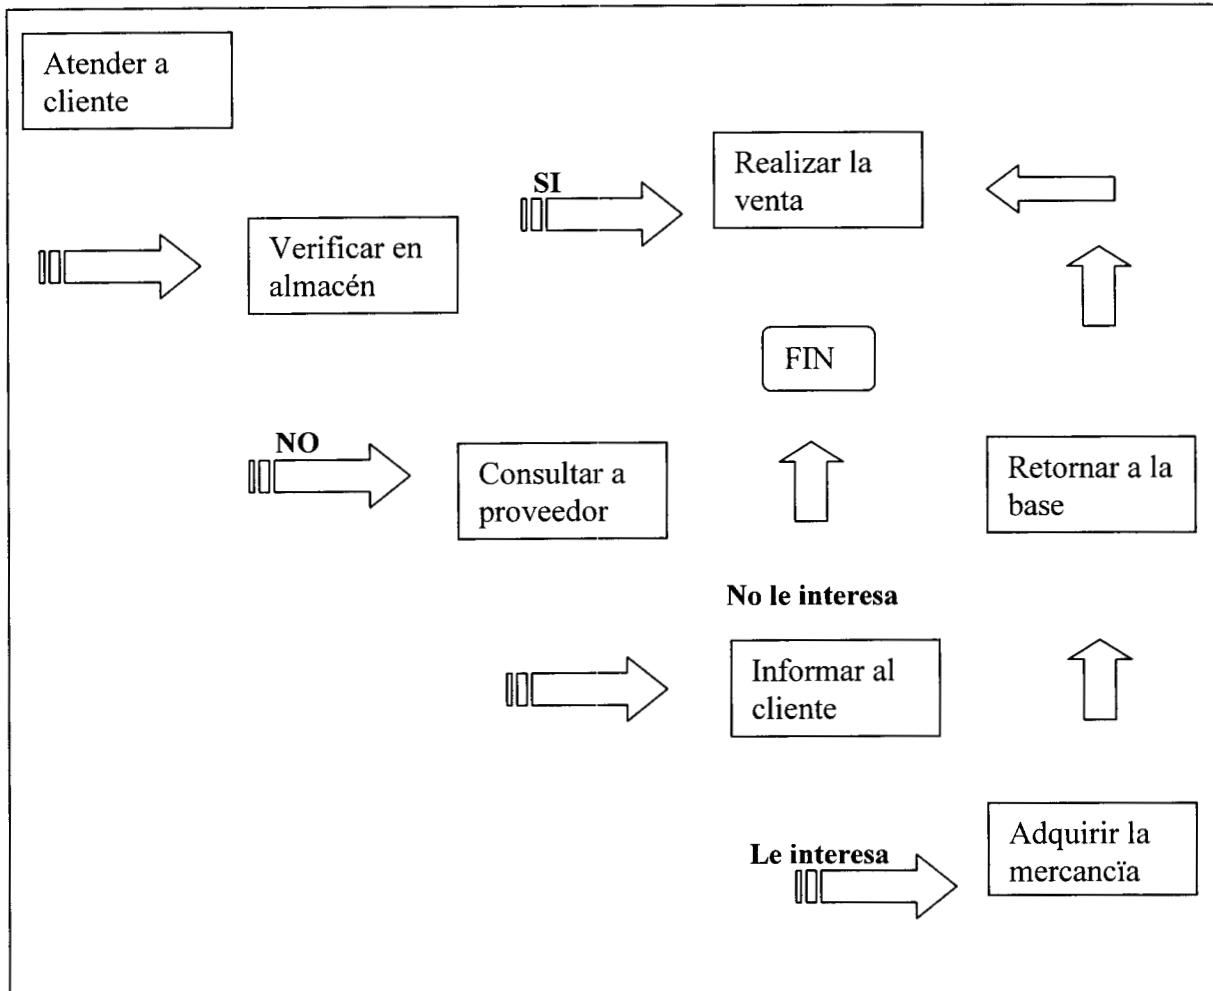 Atender a
cliente
SI
Realizar la
venta
Verificar en
almacén
FIN
NO
Consultar a
proveedor
Retornar a la
base
No le interesa
Informar al
cliente
Le interesa
Adquirir la
mercancïa